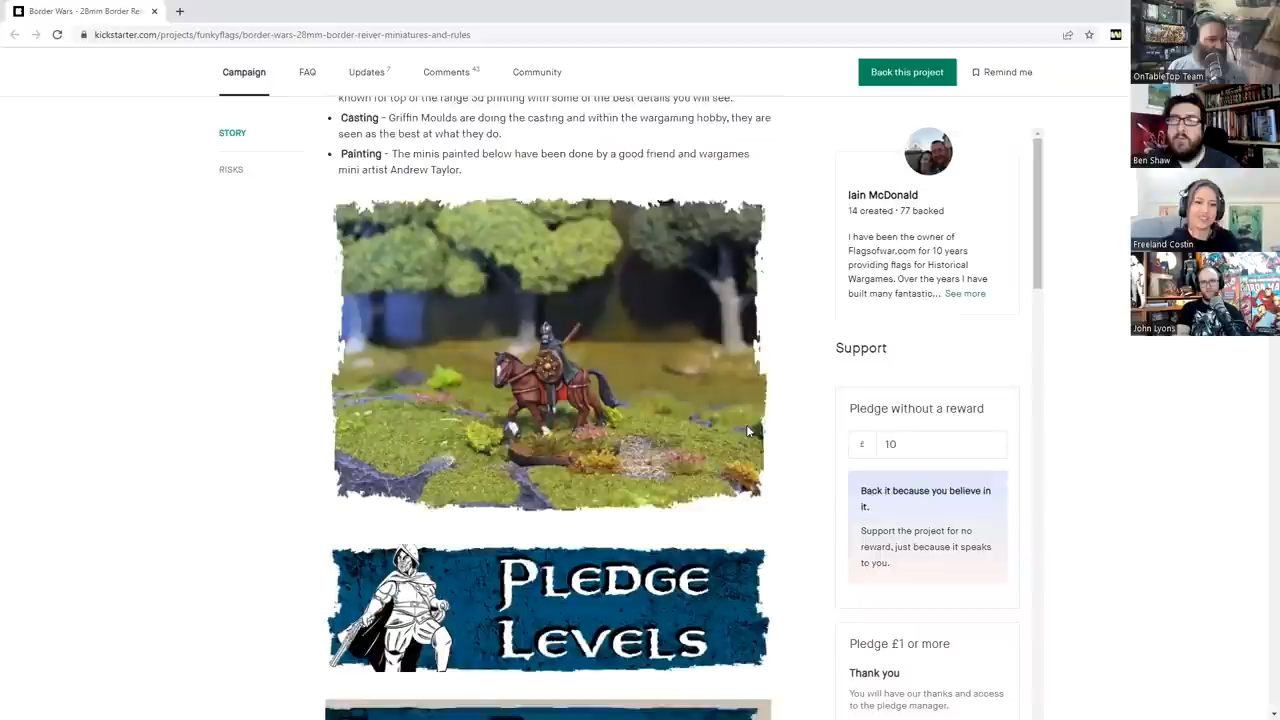 Border Wars - 28mm Border Rei
kickstarter.com/projects/funkyflags/border-wars-28mm-border-reiver-miniatures-and-rules
Campaign
FAQ
Updates 7
Comments 43
Community
Back this project
Remind me
STORY
RISKS
known for top of the range 3d printing with some of the best details you will see.
Casting - Griffin Moulds are doing the casting and within the wargaming hobby, they are
seen as the best at what they do.
Painting - The minis painted below have been done by a good friend and wargames
mini artist Andrew Taylor.
PLEDGE
LEVELS
Iain McDonald
14 created · 77 backed
I have been the owner of
Flagsofwar.com for 10 years
providing flags for Historical
Wargames. Over the years I have
built many fantastic... See more
Support
Pledge without a reward
£ 10
Back it because you believe in
it.
Support the project for no
reward, just because it speaks
to you.
Pledge £1 or more
Thank you
You will have our thanks and access
to the pledge manager.
OnTableTop Team
Ben Shaw
Freeland Costin
John Lyons
IRON MAN